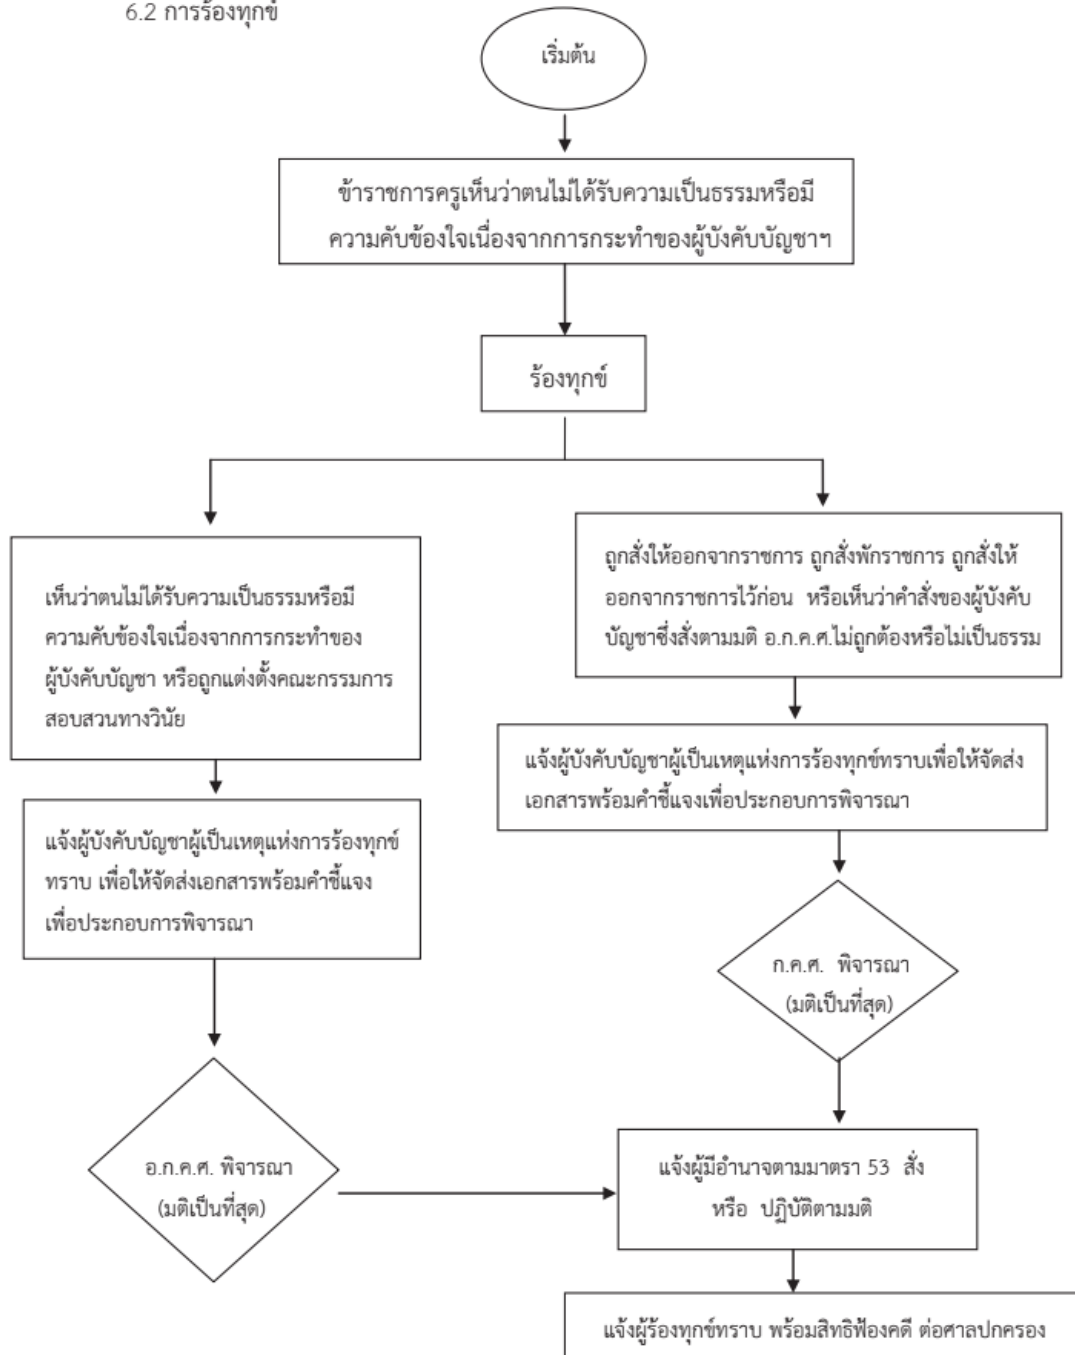 6.2 การร้องทุกข์
เริ่มต้น
ข้าราชการครูเห็นว่าตนไม่ได้รับความเป็นธรรมหรือมี
ความคับข้องใจเนื่องจากการกระทำของผู้บังคับบัญชาฯ
ร้องทุกข์
เห็นว่าตนไม่ได้รับความเป็นธรรมหรือมี
ความคับข้องใจเนื่องจากการกระทำของ
ผู้บังคับบัญชา หรือถูกแต่งตั้งคณะกรรมการ
สอบสวนทางวินัย
แจ้งผู้บังคับบัญชาผู้เป็นเหตุแห่งการร้องทุกข์
ทราบ เพื่อให้จัดส่งเอกสารพร้อมคำชี้แจง
เพื่อประกอบการพิจารณา
อ.ก.ค.ศ. พิจารณา
(มติเป็นที่สุด)
ถูกสั่งให้ออกจากราชการ ถูกสั่งพักราชการ ถูกสั่งให้
ออกจากราชการไว้ก่อน หรือเห็นว่าคำสั่งของผู้บังคับ
บัญชาซึ่งสั่งตามมติ อ.ก.ค.ศ.ไม่ถูกต้องหรือไม่เป็นธรรม
แจ้งผู้บังคับบัญชาผู้เป็นเหตุแห่งการร้องทุกข์ทราบเพื่อให้จัดส่ง
เอกสารพร้อมคำชี้แจงเพื่อประกอบการพิจารณา
ก.ค.ศ. พิจารณา
(มติเป็นที่สุด)
แจ้งผู้มีอำนาจตามมาตรา 53 สั่ง
หรือ ปฏิบัติตามมติ
แจ้งผู้ร้องทุกข์ทราบ พร้อมสิทธิฟ้องคดี ต่อศาลปกครอง